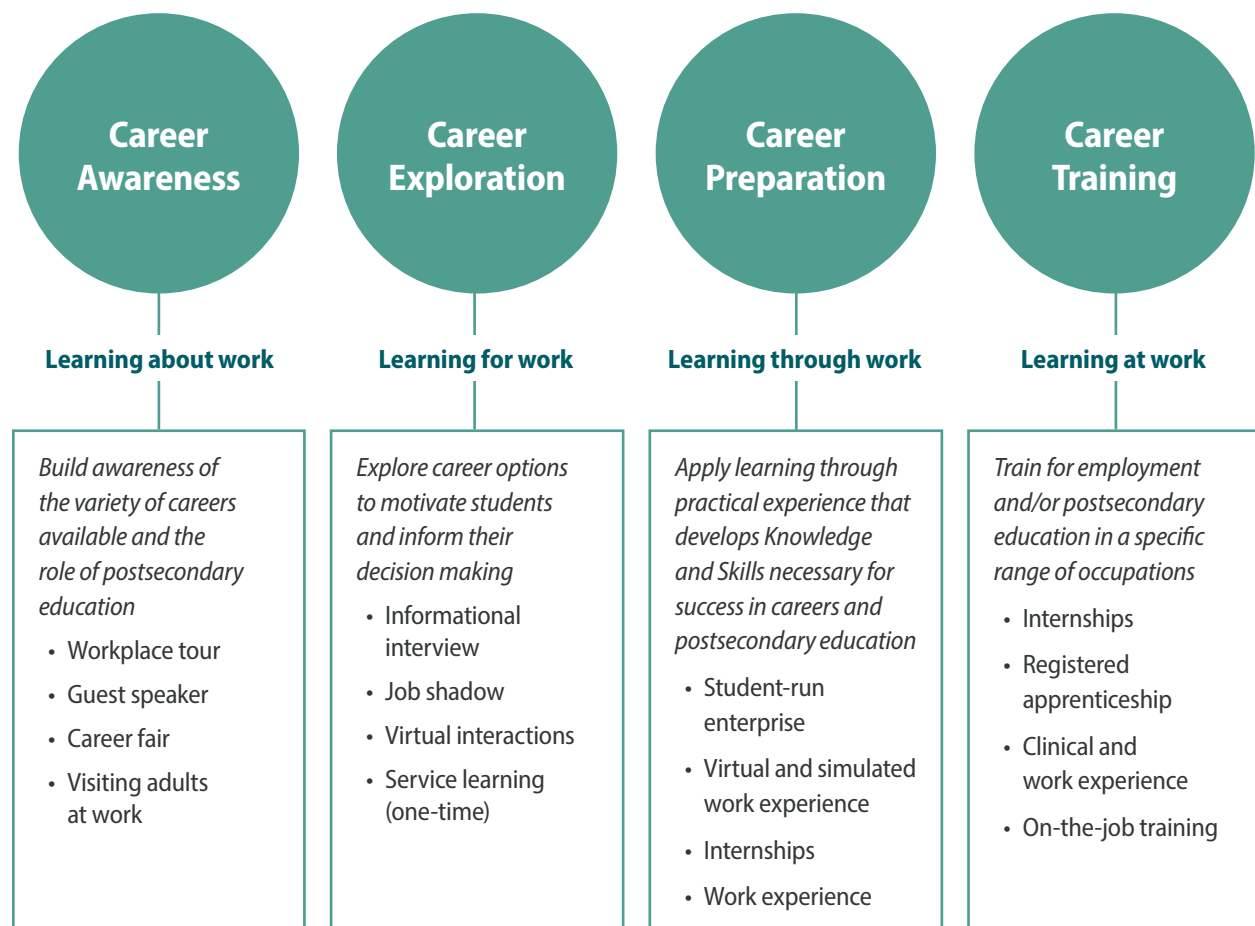 Career
Awareness
Learning about work
Build awareness of
the variety of careers
available and the
role of postsecondary
education
• Workplace tour
• Guest speaker
• Career fair
• Visiting adults
at work
Career
Exploration
Learning for work
Explore career options
to motivate students
and inform their
decision making
• Informational
interview
• Job shadow
• Virtual interactions
• Service learning
(one-time)
Career
Preparation
Learning through work
Apply learning through
practical experience that
develops Knowledge
and Skills necessary for
success in careers and
postsecondary education
• Student-run
enterprise
• Virtual and simulated
work experience
• Internships
• Work experience
Career
Training
Learning at work
Train for employment
and/or postsecondary
education in a specific
range of occupations
• Internships
• Registered
apprenticeship
• Clinical and
work experience
• On-the-job training